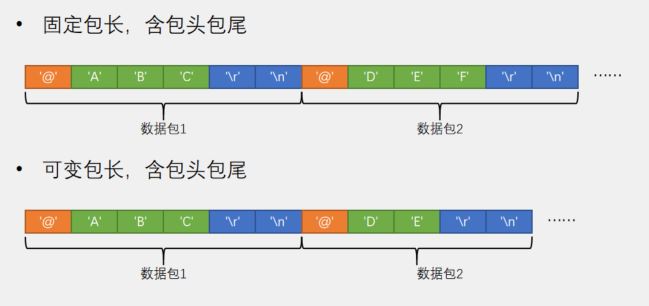 • 固定包长，含包头包尾
'@' 'A' 'B' 'C' '\r' '\n' '@' 'D' 'E' 'F' '\r' '\n' ······
数据包1 数据包2
• 可变包长，含包头包尾
'@' 'A' 'B' 'C' '\r' '\n' '@' 'D' 'E' '\r' '\n' ······
数据包1 数据包2